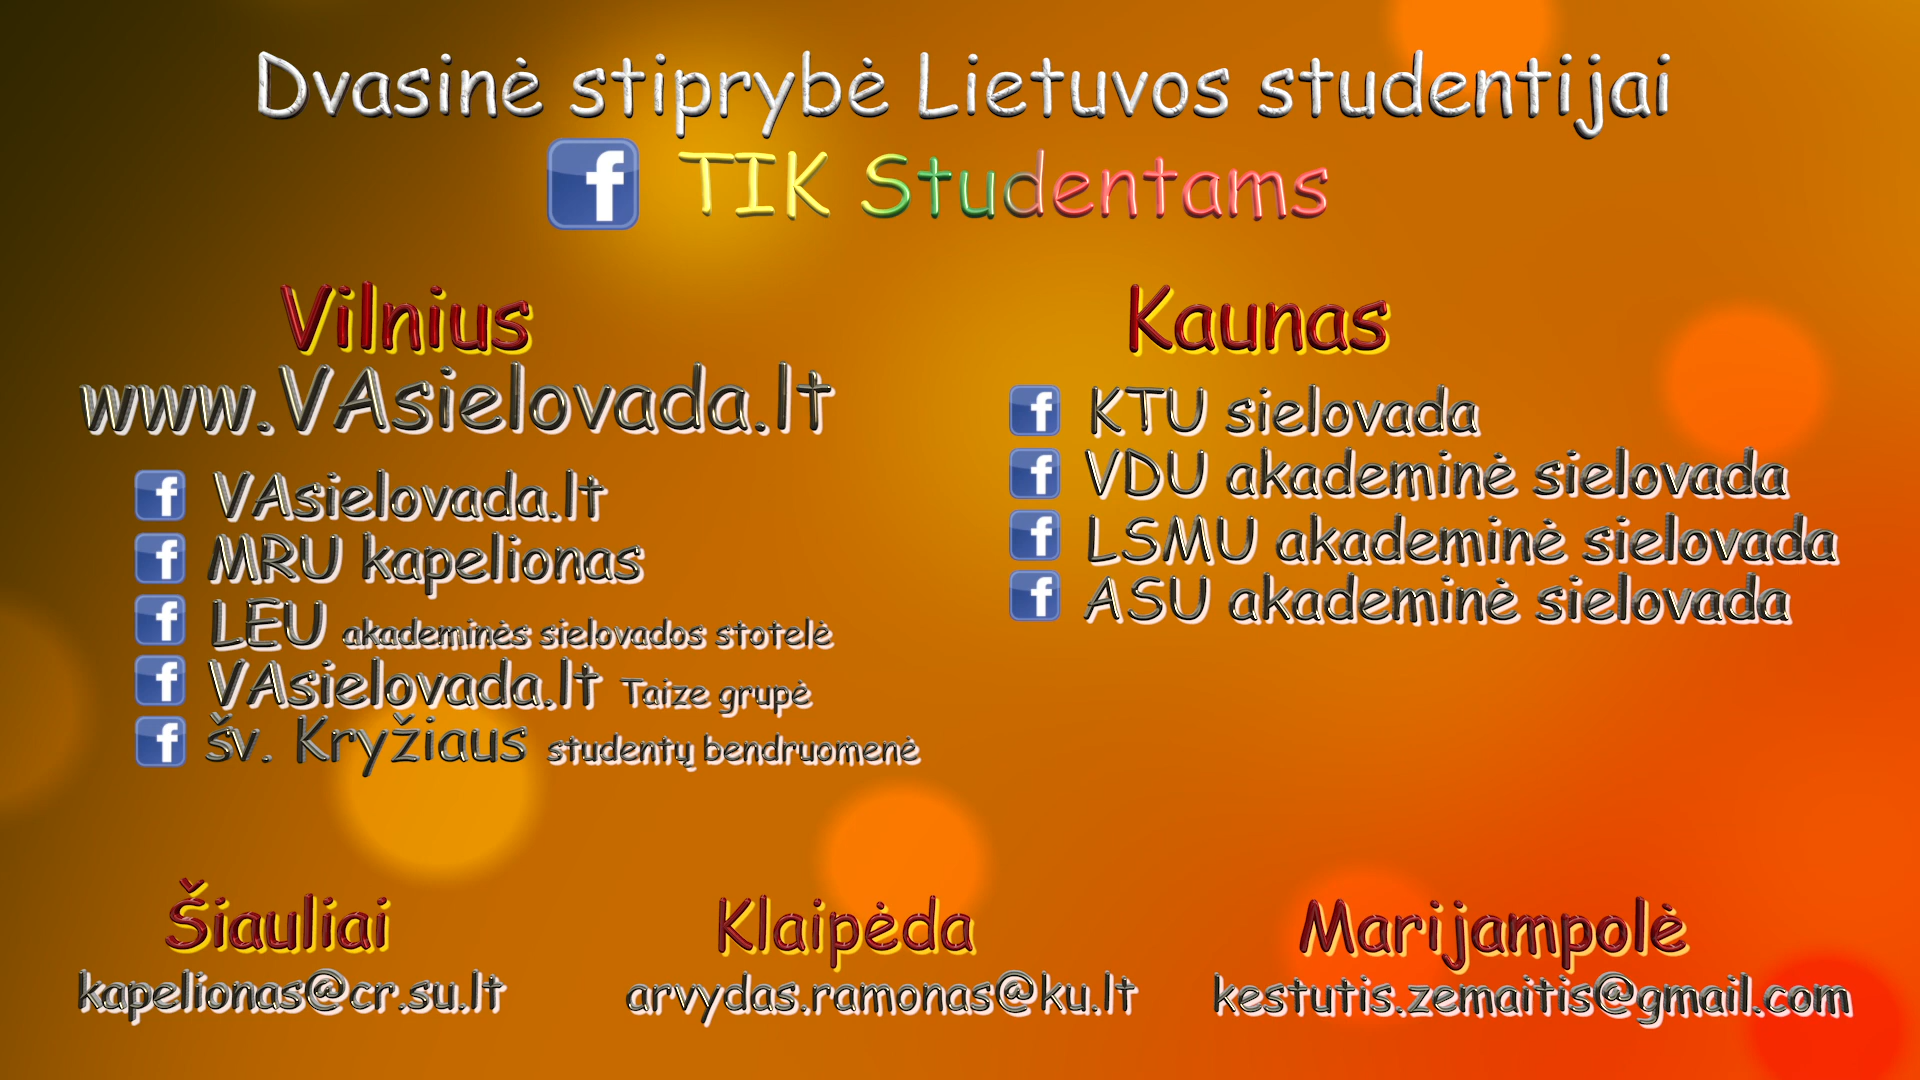 Dvasinė stiprybė Lietuvos studentijai
f TIK Studentams
Vilnius
www.VAsielovada.lt
f VAsielovada.lt
f MRU kapelionas
f LEU akademinės sielovados stotelė
f VAsielovada.lt Taize grupė
f šv. Kryžiaus studentų bendruomenė
Kaunas
f KTU sielovada
f VDU akademinė sielovada
f LSMU akademinė sielovada
f ASU akademinė sielovada
Šiauliai
kapelionas@cr.su.lt
Klaipėda
arvydas.ramonas@ku.lt
Marijampolė
kestutis.zemaitis@gmail.com